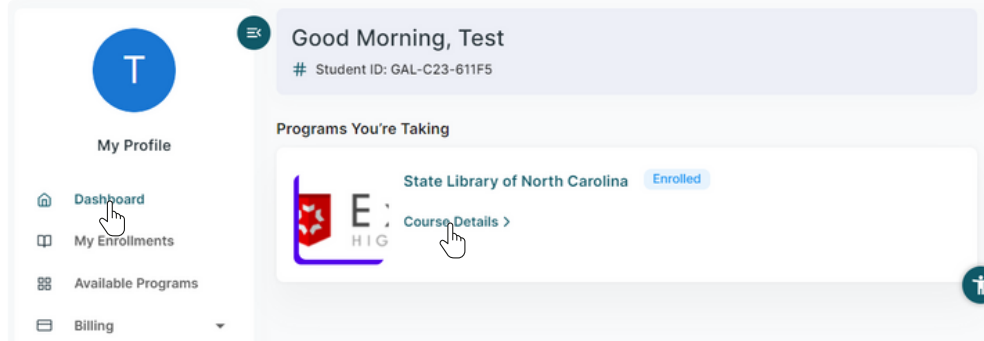 T
My Profile
Dashboard
My Enrollments
Available Programs
Billing
Good Morning, Test
# Student ID: GAL-C23-611F5
Programs You're Taking
State Library of North Carolina Enrolled
E
HIG
Course Details >